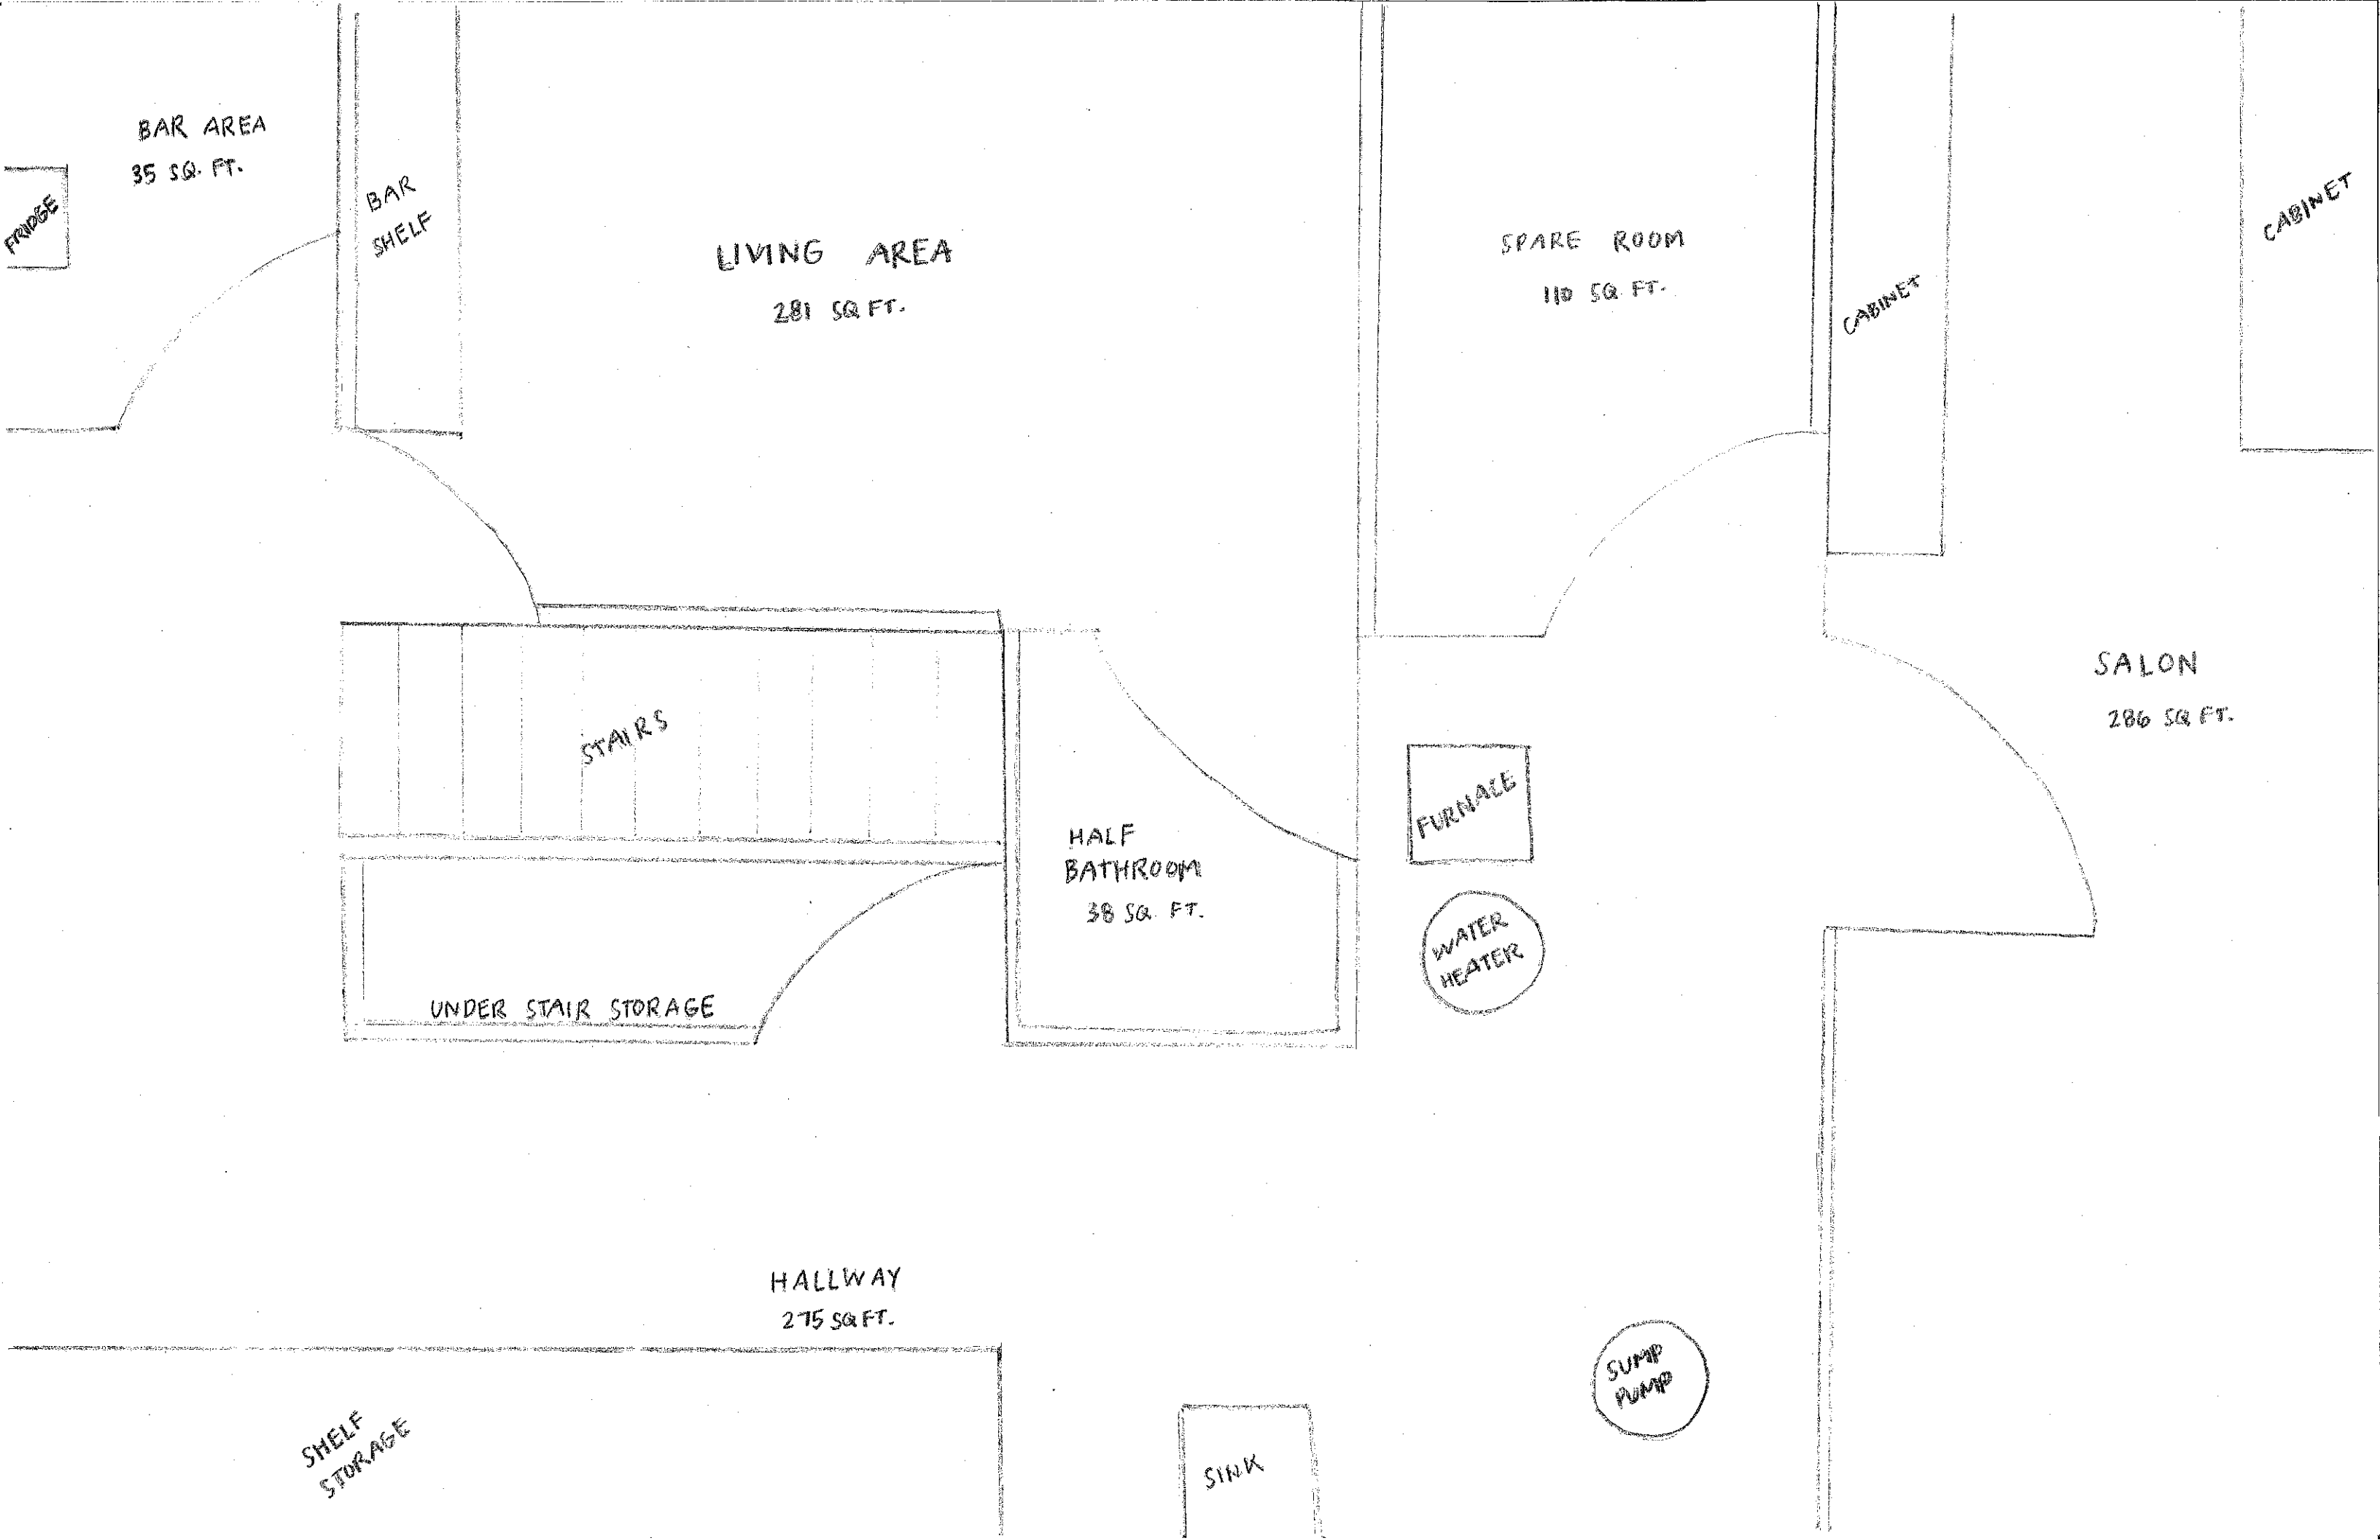 BAR AREA
35 SQ. FT.
FRIDGE
BAR
SHELF
LIVING AREA
281 SQ FT.
SPARE ROOM
110 SQ. FT.
CABINET
CABINET
SALON
286 SQ FT.
STAIRS
HALF
BATHROOM
38 SQ. FT.
FURNACE
WATER
HEATER
UNDER STAIR STORAGE
HALLWAY
275 SQ FT.
SHELF
STORAGE
SINK
SUMP
PUMP